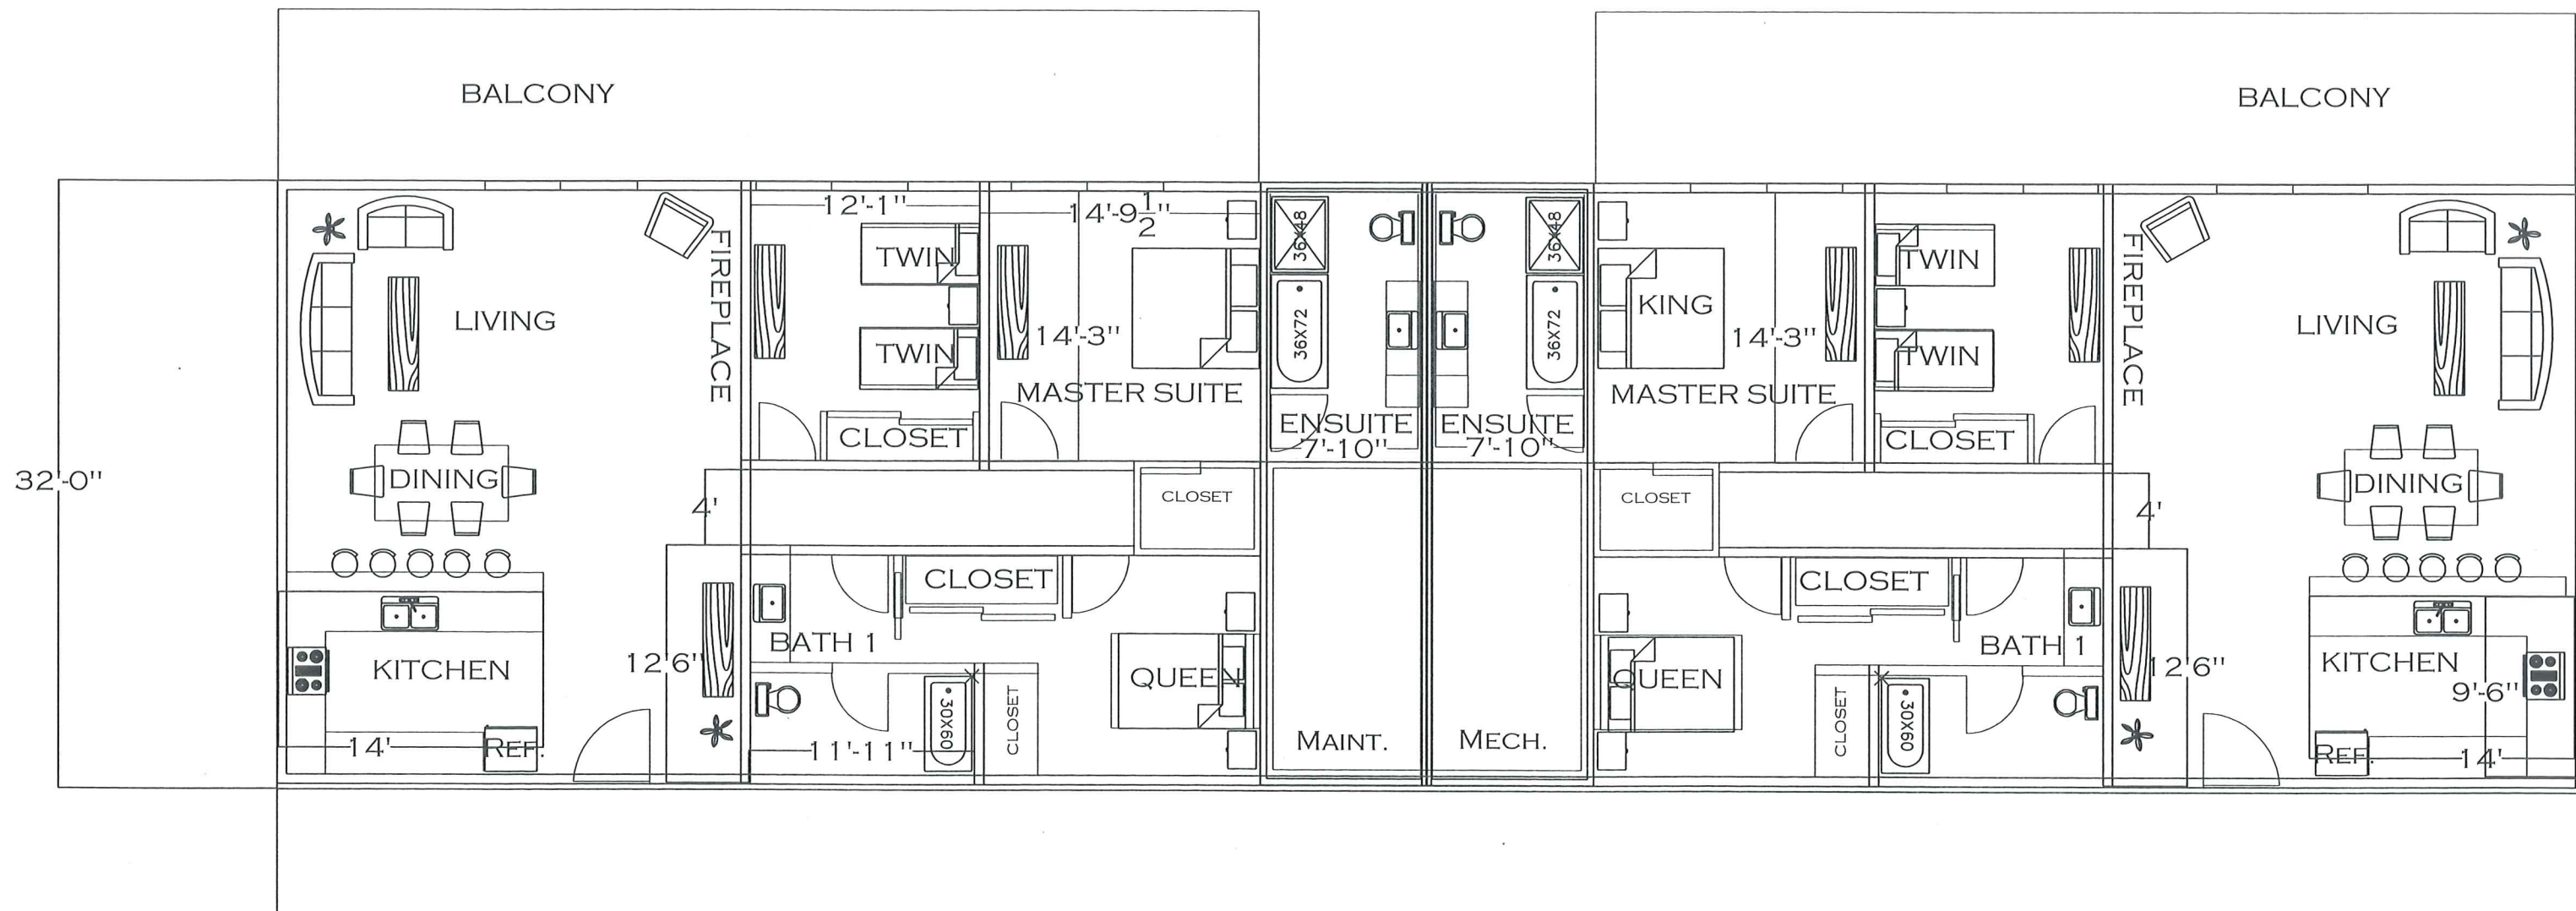 BALCONY
BALCONY
12'-1"
14'-9 1/2"
36X48
36X48
TWIN
TWIN
FIREPLACE
KING
TWIN
TWIN
FIREPLACE
LIVING
14'-3"
36X72
36X72
14'-3"
LIVING
MASTER SUITE
MASTER SUITE
CLOSET
ENSUITE
7'-10"
ENSUITE
7'-10"
CLOSET
32'-0"
DINING
4'
CLOSET
CLOSET
4'
DINING
CLOSET
CLOSET
BATH 1
BATH 1
KITCHEN
12'6"
QUEEN
QUEEN
12'6"
KITCHEN
9'-6"
CLOSET
CLOSET
30X60
30X60
14'
REF.
11'-11"
MAINT.
MECH.
REF.
14'